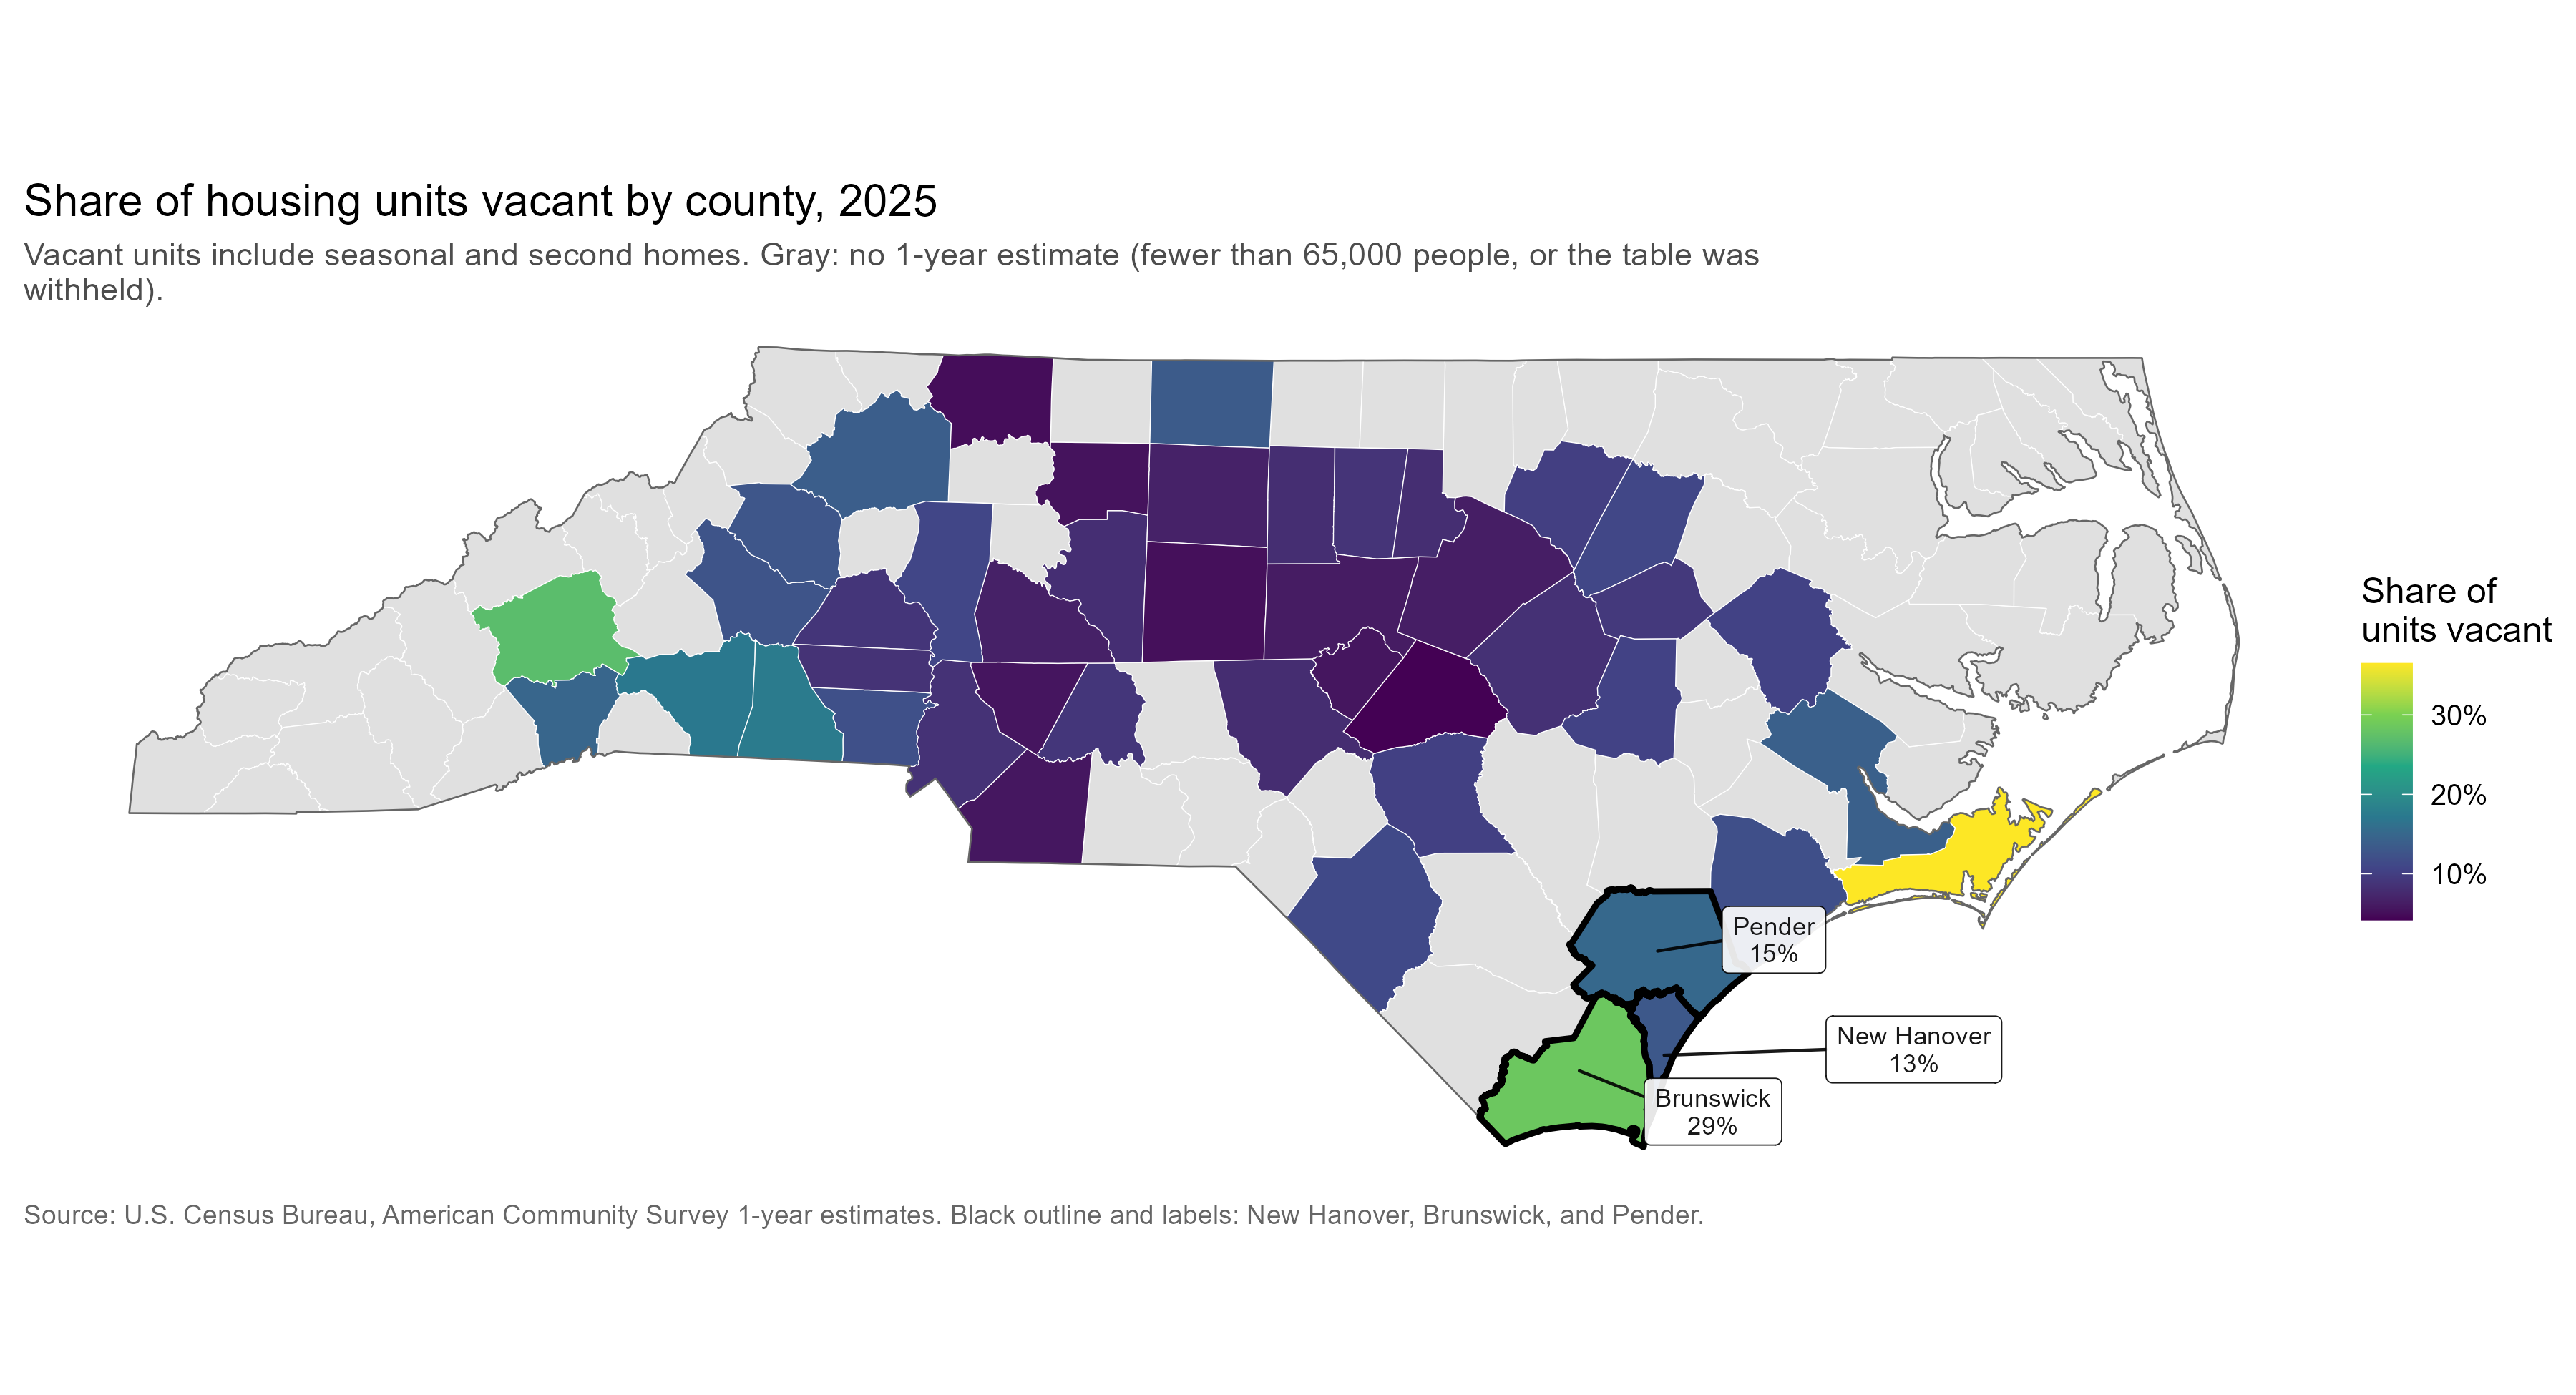 Share of housing units vacant by county, 2025
Vacant units include seasonal and second homes. Gray: no 1-year estimate (fewer than 65,000 people, or the table was
withheld).
Share of
units vacant
30%
20%
10%
Pender
15%
New Hanover
13%
Brunswick
29%
Source: U.S. Census Bureau, American Community Survey 1-year estimates. Black outline and labels: New Hanover, Brunswick, and Pender.